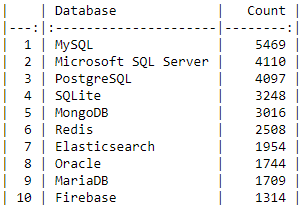 |    | Database             |   Count |
|---:|:---------------------|--------:|
|  1 | MySQL                |    5469 |
|  2 | Microsoft SQL Server |    4110 |
|  3 | PostgreSQL           |    4097 |
|  4 | SQLite               |    3248 |
|  5 | MongoDB              |    3016 |
|  6 | Redis                |    2508 |
|  7 | Elasticsearch        |    1954 |
|  8 | Oracle               |    1744 |
|  9 | MariaDB              |    1709 |
| 10 | Firebase             |    1314 |